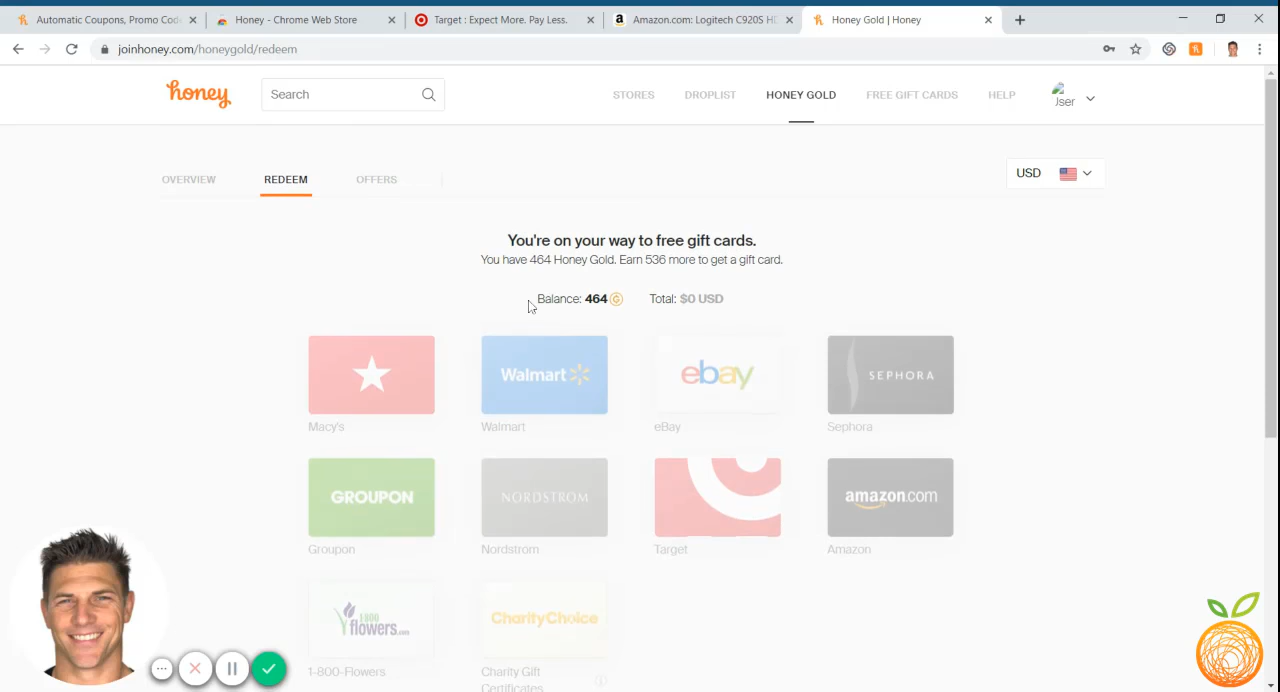 Automatic Coupons, Promo Cod
Honey - Chrome Web Store
Target : Expect More. Pay Less.
Amazon.com: Logitech C920S HD
Honey Gold | Honey
joinhoney.com/honeygold/redeem
honey
Search
STORES
DROPLIST
HONEY GOLD
FREE GIFT CARDS
HELP
Jser
OVERVIEW
REDEEM
OFFERS
USD
You're on your way to free gift cards.
You have 464 Honey Gold. Earn 536 more to get a gift card.
Balance: 464
Total: $0 USD
Walmart
ebay
SEPHORA
Macy's
Walmart
eBay
Sephora
GROUPON
NORDSTROM
amazon.com
Groupon
Nordstrom
Target
Amazon
1800
flowers.com
CharityChoice
1-800-Flowers
Charity Gift
Certificates